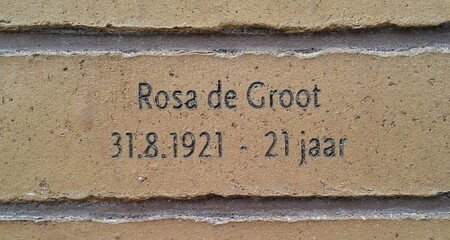 Rosa de Groot
31.8.1921 - 21 jaar